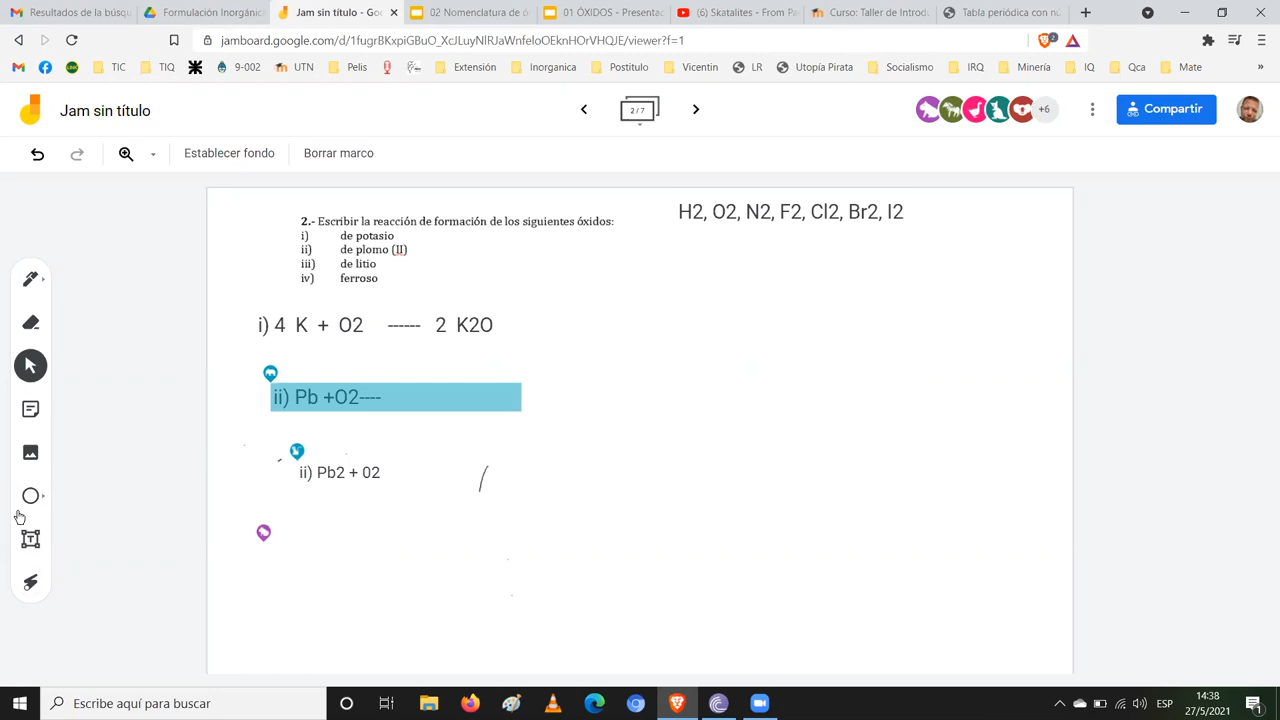 Resultados de la búsqu
Formulación Inorgánic
Jam sin título - Goo
02 Nomenclatura de ó
01 ÓXIDOS - Presentac
(6) Skatalites - From Pa
Curso: Taller de Introdu
Tabla periódica con nú
jamboard.google.com/d/1fugrBKxpiGBuO_XcJLuyNlRJaWnfeIoOEknHOrVHQJE/viewer?f=1
2
TIC
TIQ
9-002
UTN
Pelis
Extensión
Inorganica
Postitulo
Vicentin
LR
Utopía Pirata
Socialismo
IRQ
Minería
IQ
Qca
Mate
»
Jam sin título
2/7
+6
Compartir
Establecer fondo
Borrar marco
2.- Escribir la reacción de formación de los siguientes óxidos:
i) de potasio
ii) de plomo (II)
iii) de litio
iv) ferroso
H2, O2, N2, F2, Cl2, Br2, I2
i) 4 K + O2 ------ 2 K2O
ii) Pb +O2----
ii) Pb2 + 02
Escribe aquí para buscar
ESP
14:38
27/5/2021